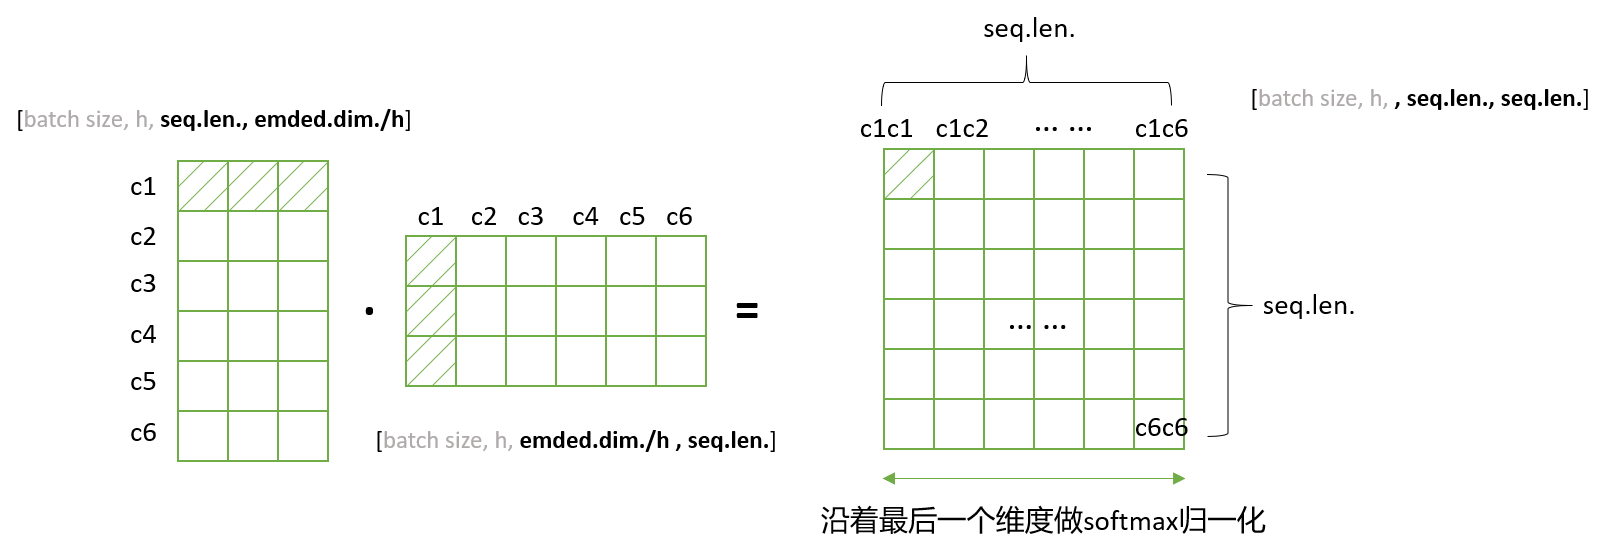 seq.len.
[batch size, h, seq.len., emded.dim./h]
[batch size, h, , seq.len., seq.len.]
c1c1 c1c2 ... ... c1c6
c1
c2
c3
c4
c5
c6
.
c1 c2 c3 c4 c5 c6
=
[batch size, h, emded.dim./h , seq.len.]
... ...
c6c6
seq.len.
沿着最后一个维度做softmax归一化